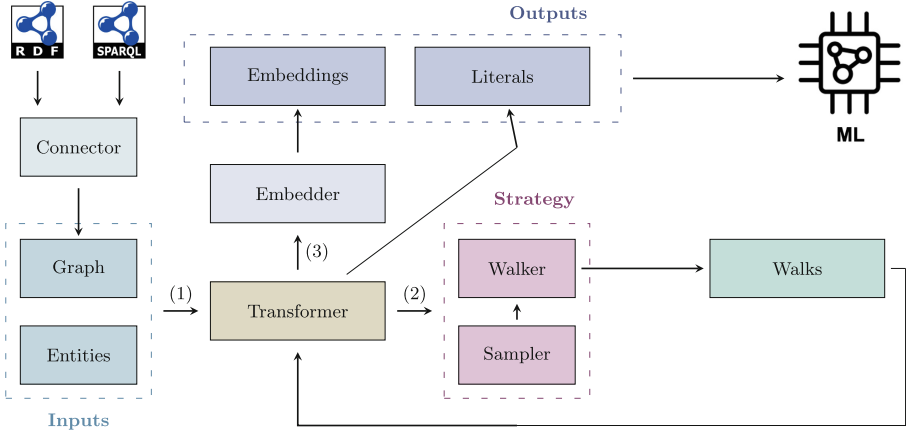 Outputs
R D F
SPARQL
Embeddings
Literals
ML
Connector
Embedder
Strategy
Graph
(3)
Walker
Walks
(1)
Transformer
(2)
Entities
Sampler
Inputs